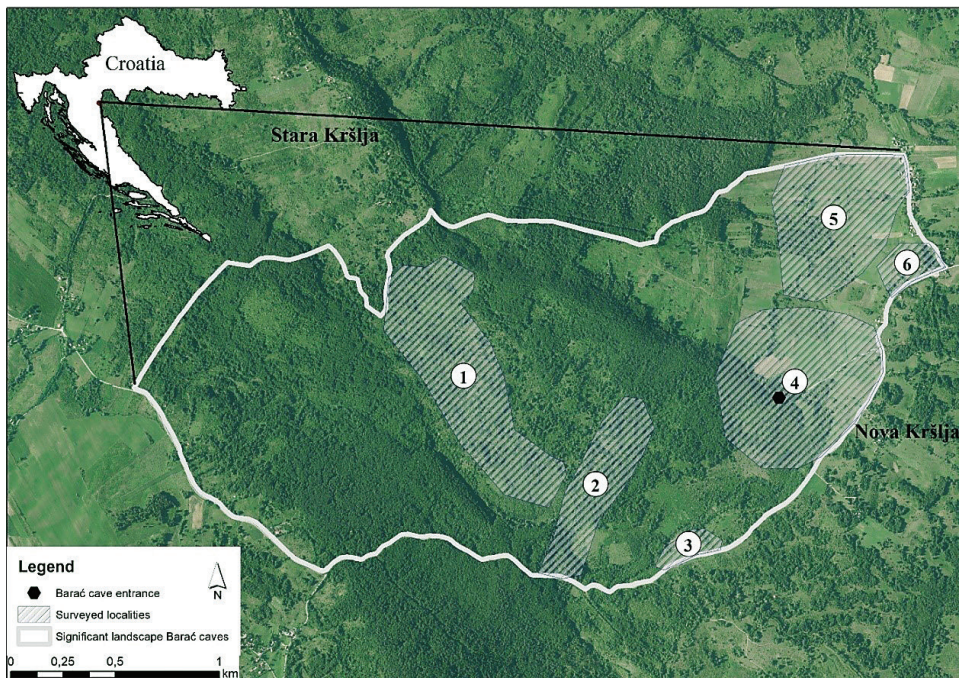 Croatia
Stara Kršlja
5
6
1
4
Nova Kršlja
2
3
Legend
N
Barać cave entrance
Surveyed localities
Significant landscape Barać caves
0 0,25 0,5 1
km